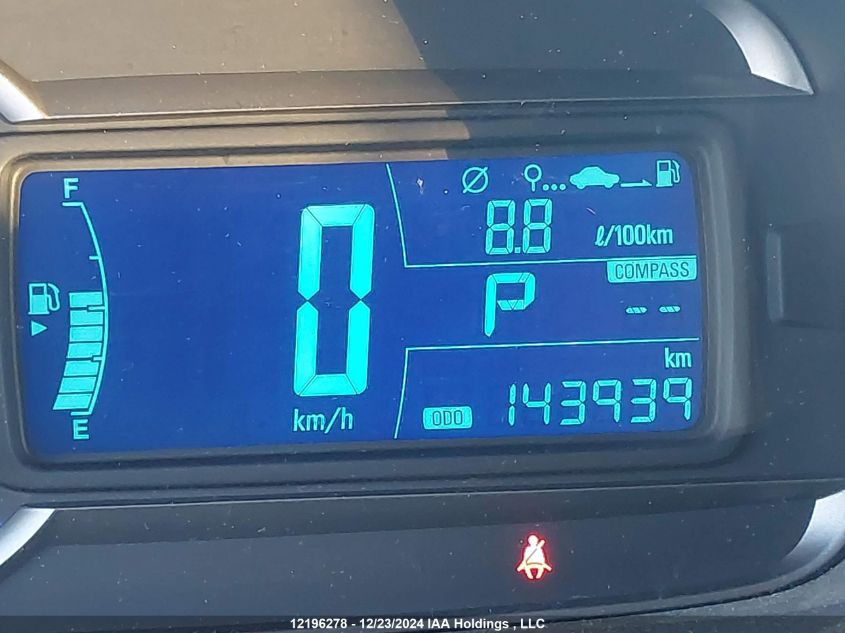 F
8.8 ℓ/100km
COMPASS
0
P
-- --
km
E
km/h
ODO 143939
12196278 - 12/23/2024 IAA Holdings , LLC